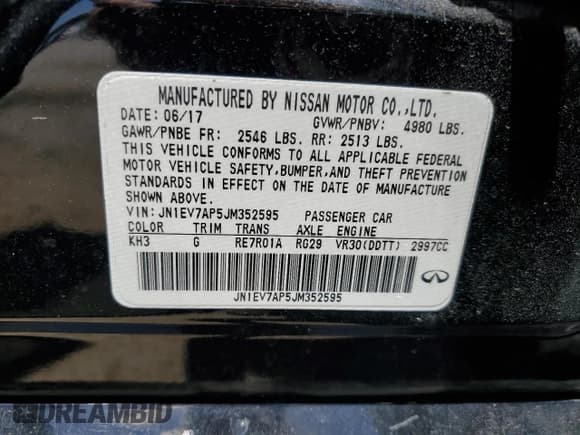 MANUFACTURED BY NISSAN MOTOR CO.,LTD.
DATE: 06/17 GVWR/PNBV: 4980 LBS.
GAWR/PNBE FR: 2546 LBS. RR: 2513 LBS.
THIS VEHICLE CONFORMS TO ALL APPLICABLE FEDERAL
MOTOR VEHICLE SAFETY,BUMPER,AND THEFT PREVENTION
STANDARDS IN EFFECT ON THE DATE OF MANUFACTURE
SHOWN ABOVE.
VIN: JN1EV7AP5JM352595 PASSENGER CAR
COLOR TRIM TRANS AXLE ENGINE
KH3 G RE7R01A RG29 VR30(DDTT) 2997CC
JN1EV7AP5JM352595
DREAMBID